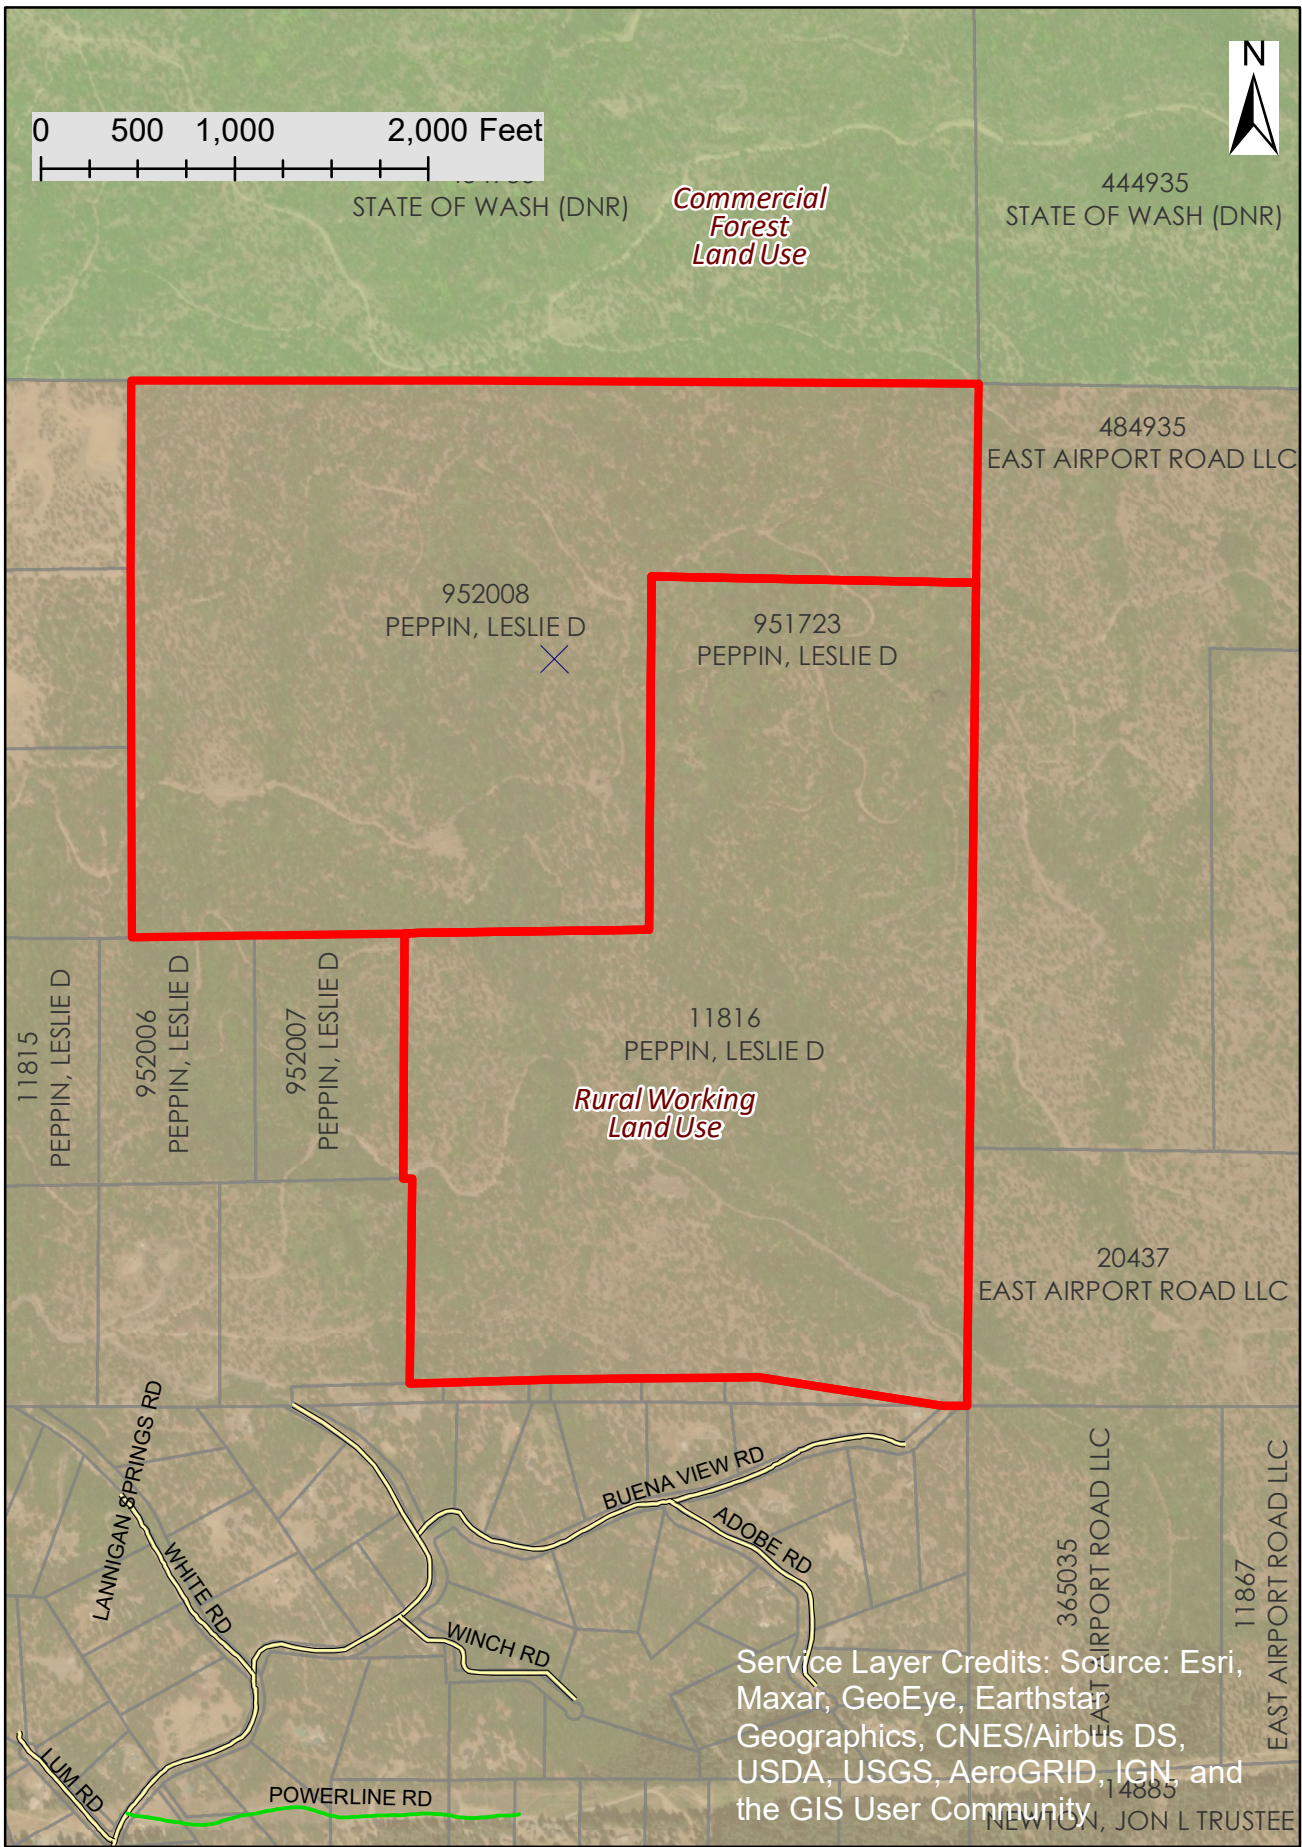 N
0 500 1,000 2,000 Feet
STATE OF WASH (DNR)
Commercial
Forest
Land Use
444935
STATE OF WASH (DNR)
484935
EAST AIRPORT ROAD LLC
952008
PEPPIN, LESLIE D
951723
PEPPIN, LESLIE D
11815
PEPPIN, LESLIE D
952006
PEPPIN, LESLIE D
952007
PEPPIN, LESLIE D
11816
PEPPIN, LESLIE D
Rural Working
Land Use
20437
EAST AIRPORT ROAD LLC
LANNIGAN SPRINGS RD
WHITE RD
BUENA VIEW RD
ADOBE RD
WINCH RD
LUM RD
POWERLINE RD
365035
EAST AIRPORT ROAD LLC
11867
EAST AIRPORT ROAD LLC
Service Layer Credits: Source: Esri,
Maxar, GeoEye, Earthstar
Geographics, CNES/Airbus DS,
USDA, USGS, AeroGRID, IGN, and
the GIS User Community
14885
NEWTON, JON L TRUSTEE